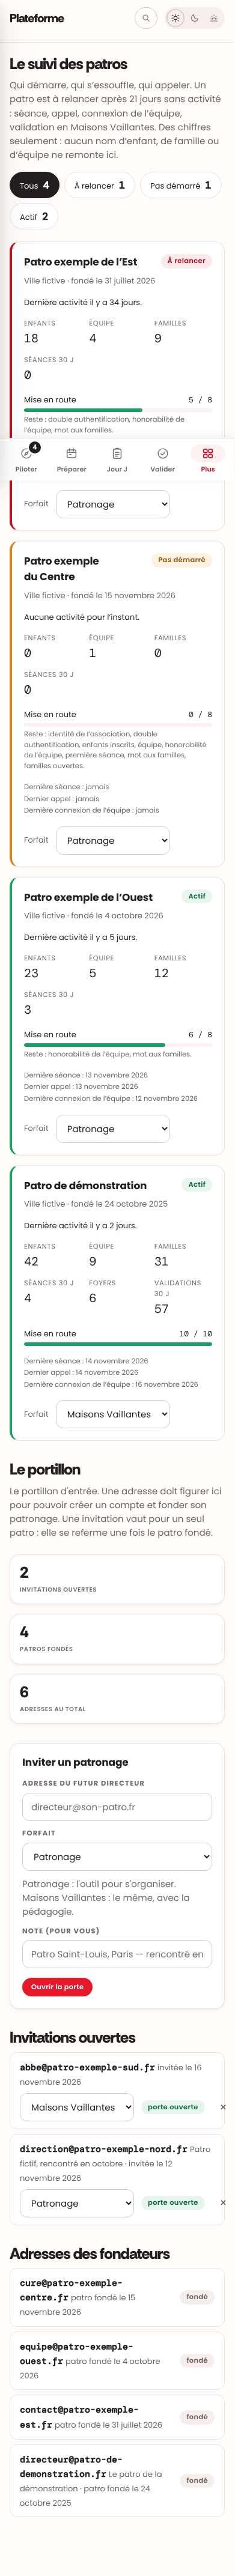 Plateforme
Le suivi des patros
Qui démarre, qui s’essouffle, qui appeler. Un
patro est à relancer après 21 jours sans activité
: séance, appel, connexion de l’équipe,
validation en Maisons Vaillantes. Des chiffres
seulement : aucun nom d’enfant, de famille ou
d’équipe ne remonte ici.
Tous 4
À relancer 1
Pas démarré 1
Actif 2
Patro exemple de l’Est
À relancer
Ville fictive · fondé le 31 juillet 2026
Dernière activité il y a 34 jours.
ENFANTS ÉQUIPE FAMILLES
18 4 9
SÉANCES 30 J
0
Mise en route 5 / 8
Reste : double authentification, honorabilité de
l’équipe, mot aux familles.
4
Piloter Préparer Jour J Valider Plus
Forfait Patronage
Patro exemple
du Centre
Pas démarré
Ville fictive · fondé le 15 novembre 2026
Aucune activité pour l’instant.
ENFANTS ÉQUIPE FAMILLES
0 1 0
SÉANCES 30 J
0
Mise en route 0 / 8
Reste : identité de l’association, double
authentification, enfants inscrits, équipe, honorabilité
de l’équipe, première séance, mot aux familles,
familles ouvertes.
Dernière séance : jamais
Dernier appel : jamais
Dernière connexion de l’équipe : jamais
Forfait Patronage
Patro exemple de l’Ouest
Actif
Ville fictive · fondé le 4 octobre 2026
Dernière activité il y a 5 jours.
ENFANTS ÉQUIPE FAMILLES
23 5 12
SÉANCES 30 J
3
Mise en route 6 / 8
Reste : honorabilité de l’équipe, mot aux familles.
Dernière séance : 13 novembre 2026
Dernier appel : 13 novembre 2026
Dernière connexion de l’équipe : 12 novembre 2026
Forfait Patronage
Patro de démonstration
Actif
Ville fictive · fondé le 24 octobre 2025
Dernière activité il y a 2 jours.
ENFANTS ÉQUIPE FAMILLES
42 9 31
SÉANCES 30 J FOYERS VALIDATIONS
30 J
4 6 57
Mise en route 10 / 10
Dernière séance : 14 novembre 2026
Dernier appel : 14 novembre 2026
Dernière connexion de l’équipe : 16 novembre 2026
Forfait Maisons Vaillantes
Le portillon
Le portillon d'entrée. Une adresse doit figurer ici
pour pouvoir créer un compte et fonder son
patronage. Une invitation vaut pour un seul
patro : elle se referme une fois le patro fondé.
2
INVITATIONS OUVERTES
4
PATROS FONDÉS
6
ADRESSES AU TOTAL
Inviter un patronage
ADRESSE DU FUTUR DIRECTEUR
directeur@son-patro.fr
FORFAIT
Patronage
Patronage : l'outil pour s'organiser.
Maisons Vaillantes : le même, avec la
pédagogie.
NOTE (POUR VOUS)
Patro Saint-Louis, Paris — rencontré en
Ouvrir la porte
Invitations ouvertes
abbe@patro-exemple-sud.fr invitée le 16
novembre 2026
Maisons Vaillantes porte ouverte ×
direction@patro-exemple-nord.fr Patro
fictif, rencontré en octobre · invitée le 12
novembre 2026
Patronage porte ouverte ×
Adresses des fondateurs
cure@patro-exemple-
centre.fr patro fondé le 15
novembre 2026
fondé
equipe@patro-exemple-
ouest.fr patro fondé le 4 octobre
2026
fondé
contact@patro-exemple-
est.fr patro fondé le 31 juillet 2026
fondé
directeur@patro-de-
demonstration.fr Le patro de la
démonstration · patro fondé le 24
octobre 2025
fondé